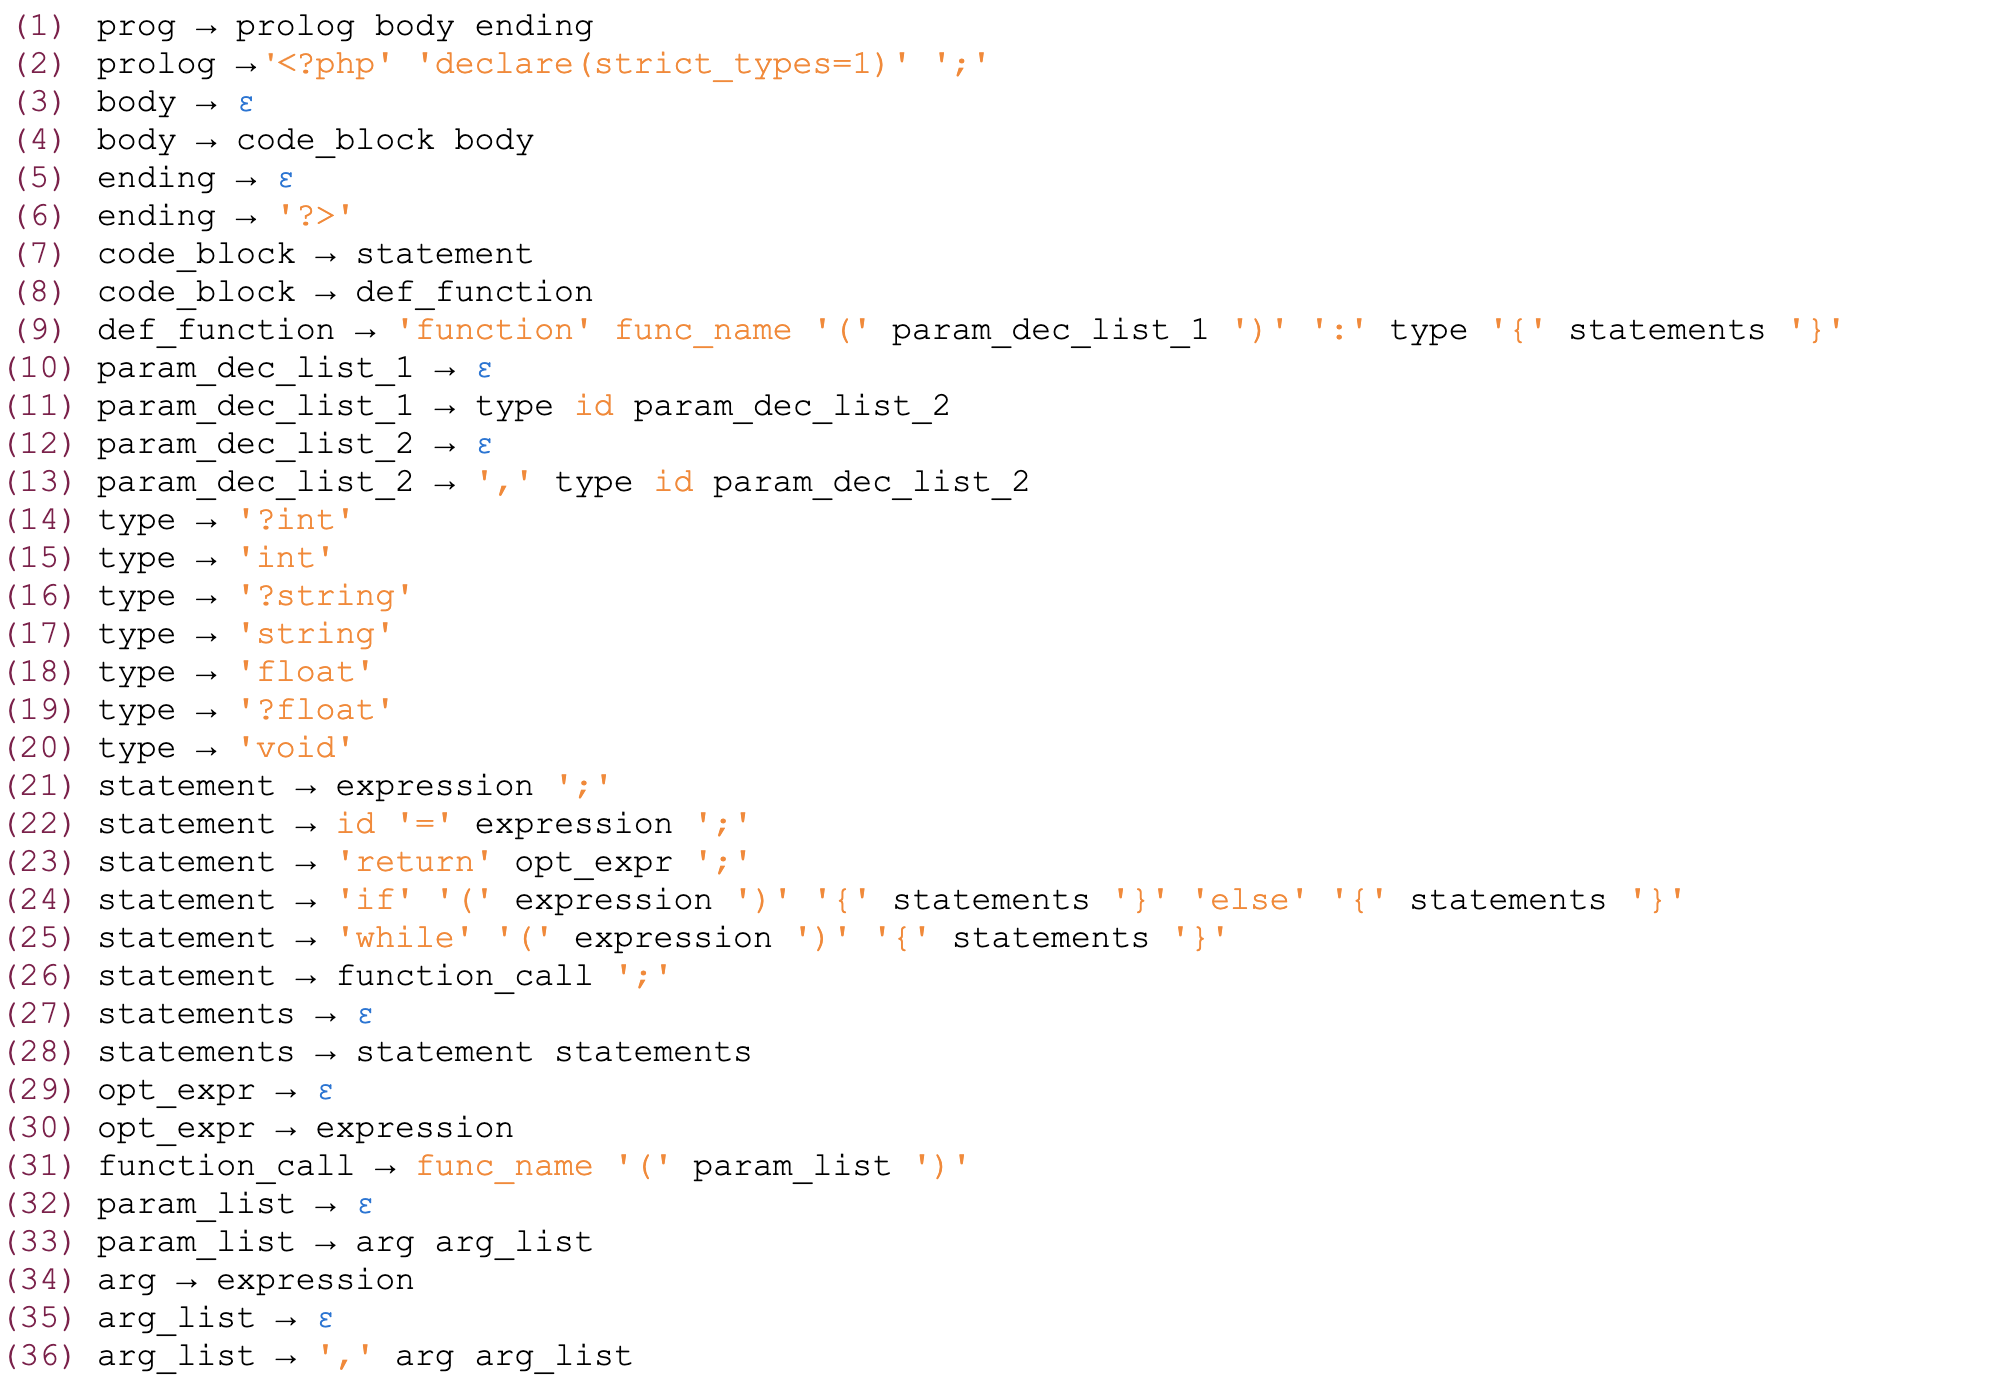 (1) prog → prolog body ending
(2) prolog →'<?php' 'declare(strict_types=1)' ';'
(3) body → ε
(4) body → code_block body
(5) ending → ε
(6) ending → '?>'
(7) code_block → statement
(8) code_block → def_function
(9) def_function → 'function' func_name '(' param_dec_list_1 ')' ':' type '{' statements '}'
(10) param_dec_list_1 → ε
(11) param_dec_list_1 → type id param_dec_list_2
(12) param_dec_list_2 → ε
(13) param_dec_list_2 → ',' type id param_dec_list_2
(14) type → '?int'
(15) type → 'int'
(16) type → '?string'
(17) type → 'string'
(18) type → 'float'
(19) type → '?float'
(20) type → 'void'
(21) statement → expression ';'
(22) statement → id '=' expression ';'
(23) statement → 'return' opt_expr ';'
(24) statement → 'if' '(' expression ')' '{' statements '}' 'else' '{' statements '}'
(25) statement → 'while' '(' expression ')' '{' statements '}'
(26) statement → function_call ';'
(27) statements → ε
(28) statements → statement statements
(29) opt_expr → ε
(30) opt_expr → expression
(31) function_call → func_name '(' param_list ')'
(32) param_list → ε
(33) param_list → arg arg_list
(34) arg → expression
(35) arg_list → ε
(36) arg_list → ',' arg arg_list